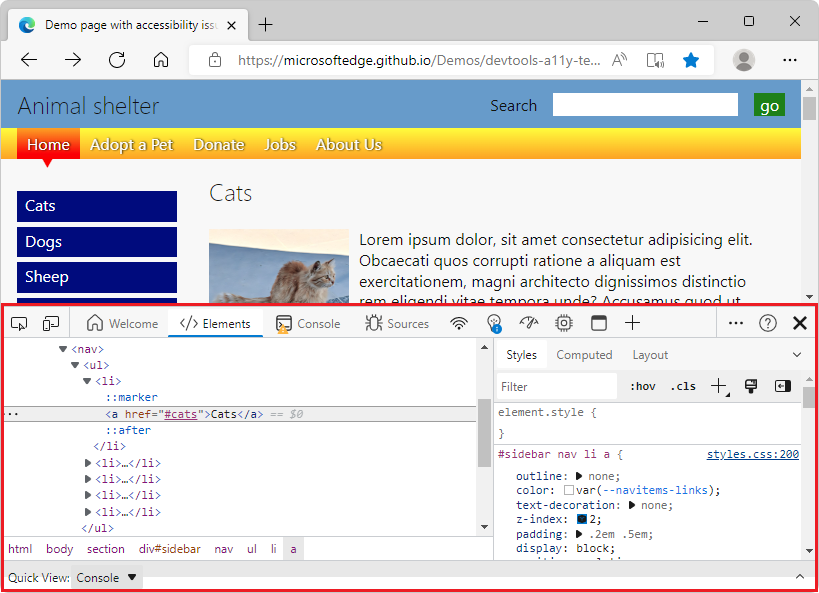 Demo page with accessibility issu
https://microsoftedge.github.io/Demos/devtools-a11y-te...
Animal shelter
Search
go
Home Adopt a Pet Donate Jobs About Us
Cats
Dogs
Sheep
Cats
Lorem ipsum dolor, sit amet consectetur adipisicing elit.
Obcaecati quos corrupti ratione a aliquam est
exercitationem, magni architecto dignissimos distinctio
rem eligendi vitae tempora unde? Accusamus quod ut
Welcome Elements Console Sources
<nav>
<ul>
<li>
::marker
<a href="#cats">Cats</a> == $0
::after
</li>
<li>…</li>
<li>…</li>
<li>…</li>
<li>…</li>
</ul>
html body section div#sidebar nav ul li a
Styles Computed Layout
Filter :hov .cls
element.style {
}
#sidebar nav li a { styles.css:200
outline: none;
color: var(--navitems-links);
text-decoration: none;
z-index: 2;
padding: .2em .5em;
display: block;
Quick View: Console